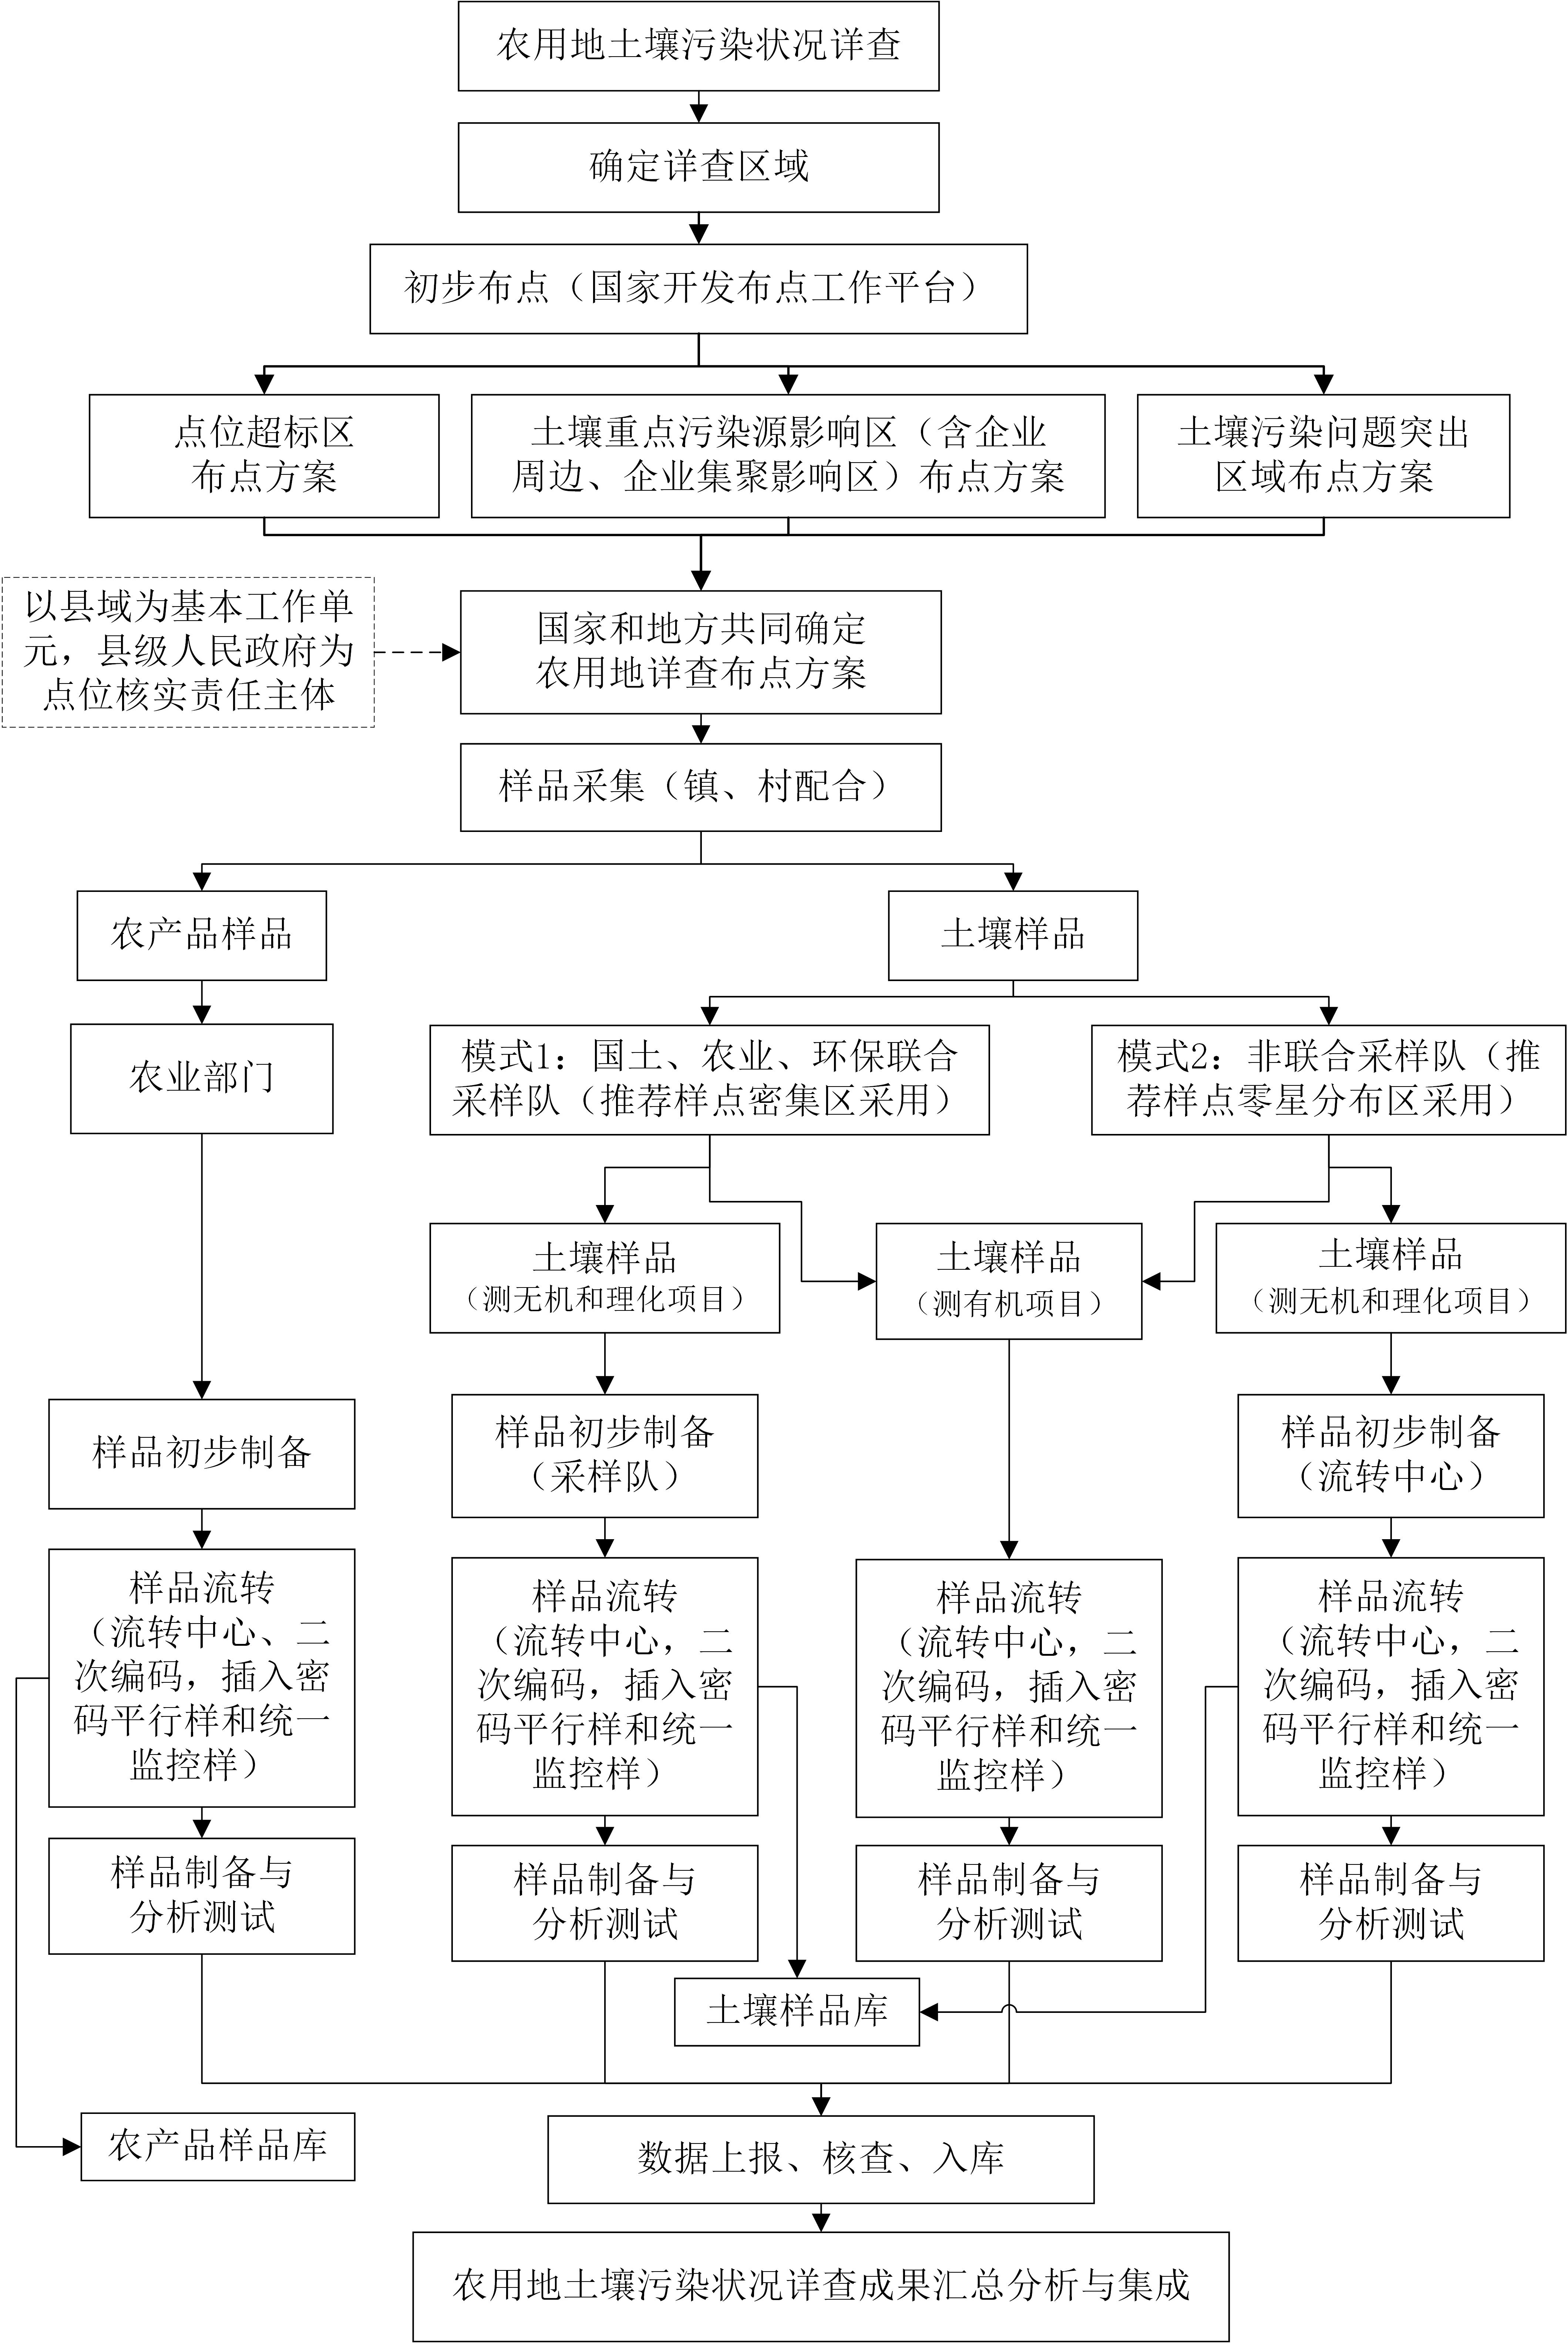 农用地土壤污染状况详查
确定详查区域
初步布点（国家开发布点工作平台）
点位超标区
布点方案
土壤重点污染源影响区（含企业
周边、企业集聚影响区）布点方案
土壤污染问题突出
区域布点方案
以县域为基本工作单
元，县级人民政府为
点位核实责任主体
国家和地方共同确定
农用地详查布点方案
样品采集（镇、村配合）
农产品样品
土壤样品
农业部门
模式1：国土、农业、环保联合
采样队（推荐样点密集区采用）
模式2：非联合采样队（推
荐样点零星分布区采用）
土壤样品
（测无机和理化项目）
土壤样品
（测有机项目）
土壤样品
（测无机和理化项目）
样品初步制备
样品初步制备
（采样队）
样品初步制备
（流转中心）
样品流转
（流转中心、二
次编码，插入密
码平行样和统一
监控样）
样品流转
（流转中心，二
次编码，插入密
码平行样和统一
监控样）
样品流转
（流转中心，二
次编码，插入密
码平行样和统一
监控样）
样品流转
（流转中心，二
次编码，插入密
码平行样和统一
监控样）
样品制备与
分析测试
样品制备与
分析测试
样品制备与
分析测试
样品制备与
分析测试
土壤样品库
农产品样品库
数据上报、核查、入库
农用地土壤污染状况详查成果汇总分析与集成